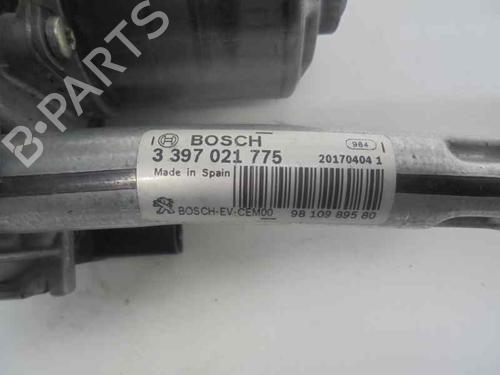 BOSCH
984
3 397 021 775
20170404 1
Made in Spain
BOSCH-EV-CEM00
98 109 895 80
B-PARTS